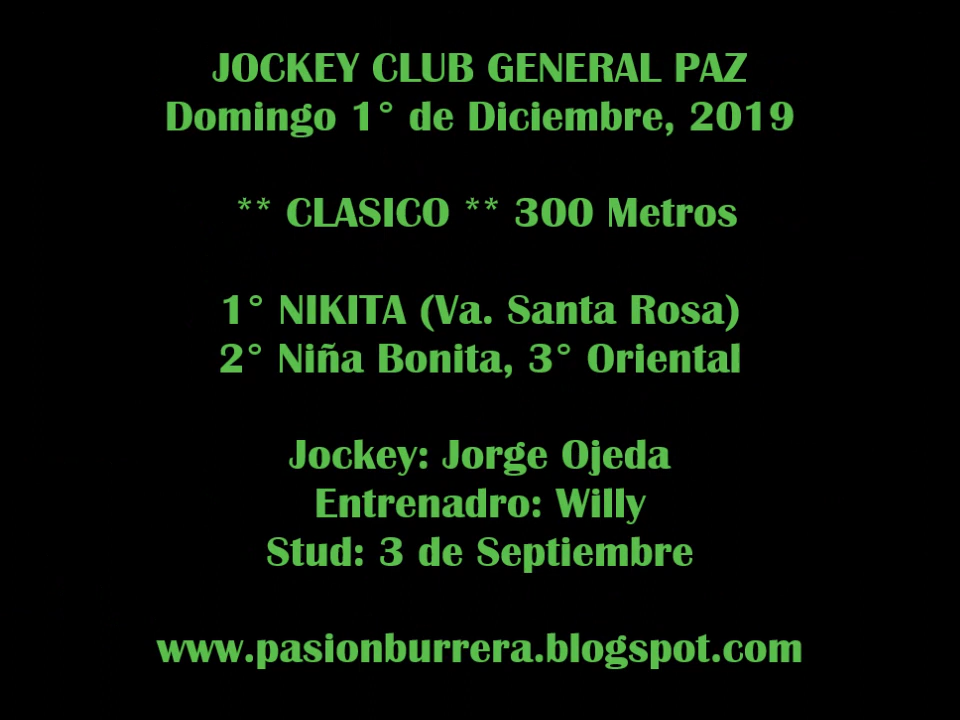 JOCKEY CLUB GENERAL PAZ
Domingo 1° de Diciembre, 2019
** CLASICO ** 300 Metros
1° NIKITA (Va. Santa Rosa)
2° Niña Bonita, 3° Oriental
Jockey: Jorge Ojeda
Entrenadro: Willy
Stud: 3 de Septiembre
www.pasionburrera.blogspot.com